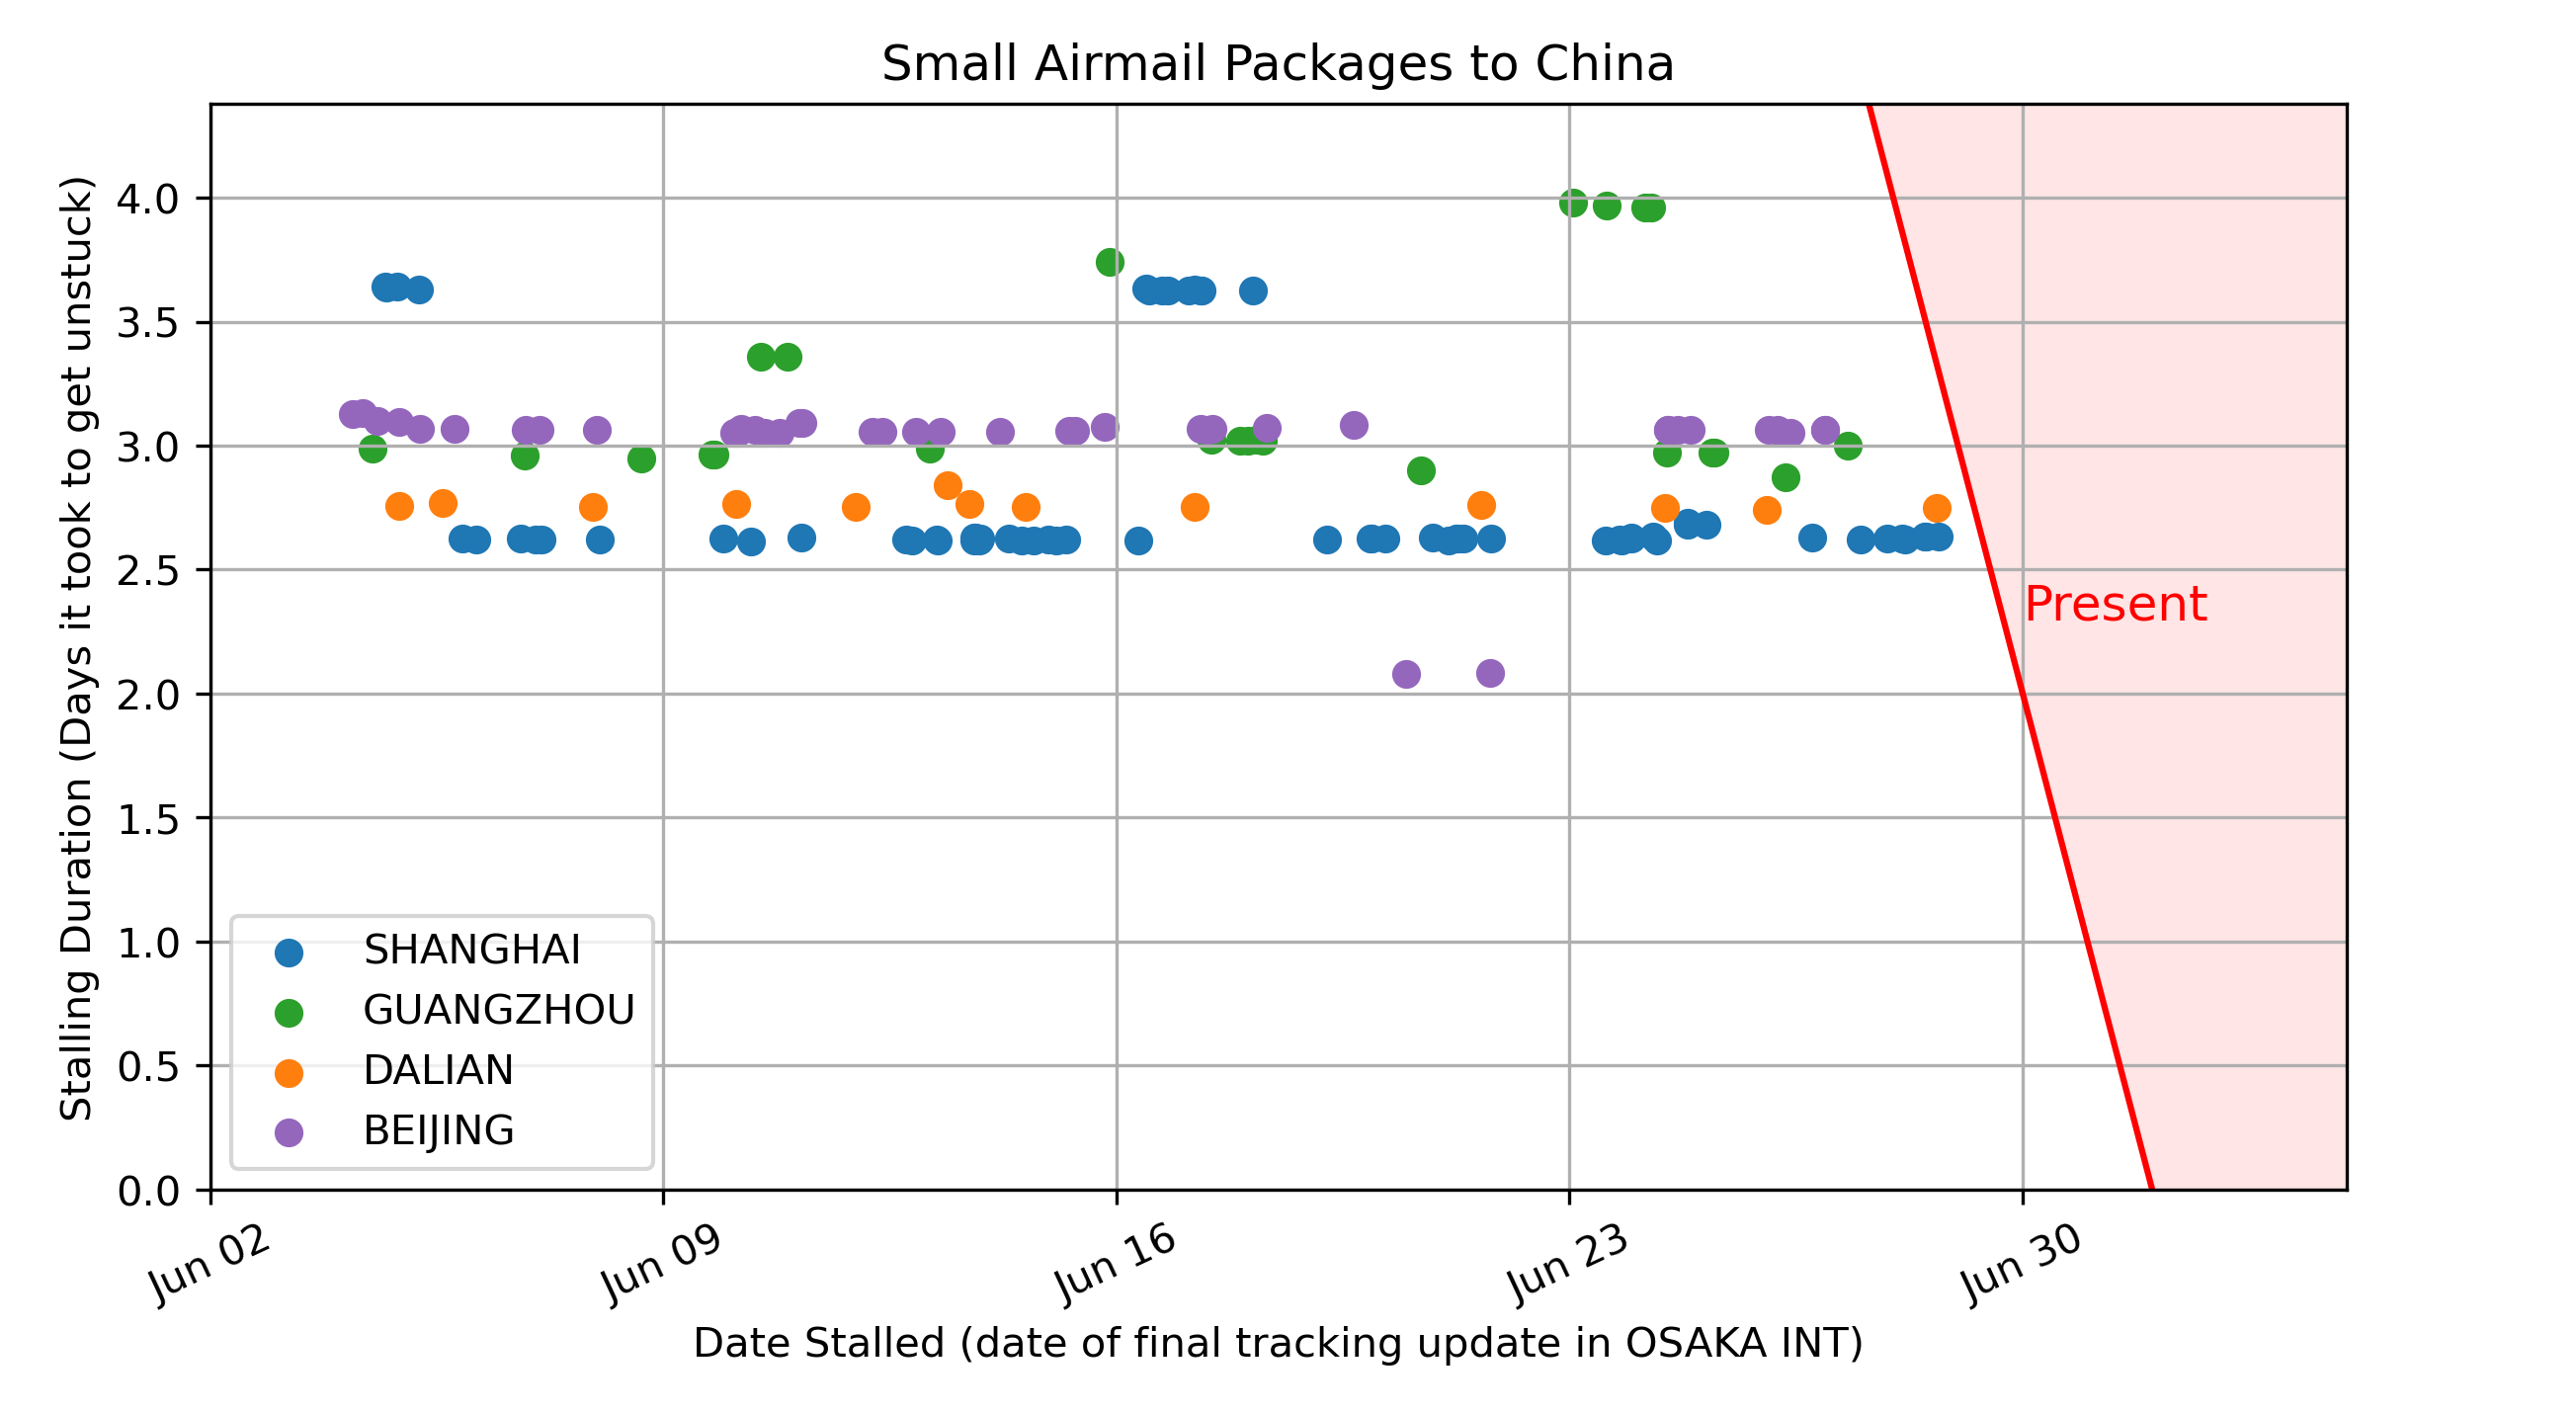 Small Airmail Packages to China
Stalling Duration (Days it took to get unstuck)
4.0
3.5
3.0
2.5
2.0
1.5
1.0
0.5
0.0
Present
SHANGHAI
GUANGZHOU
DALIAN
BEIJING
Jun 02
Jun 09
Jun 16
Jun 23
Jun 30
Date Stalled (date of final tracking update in OSAKA INT)